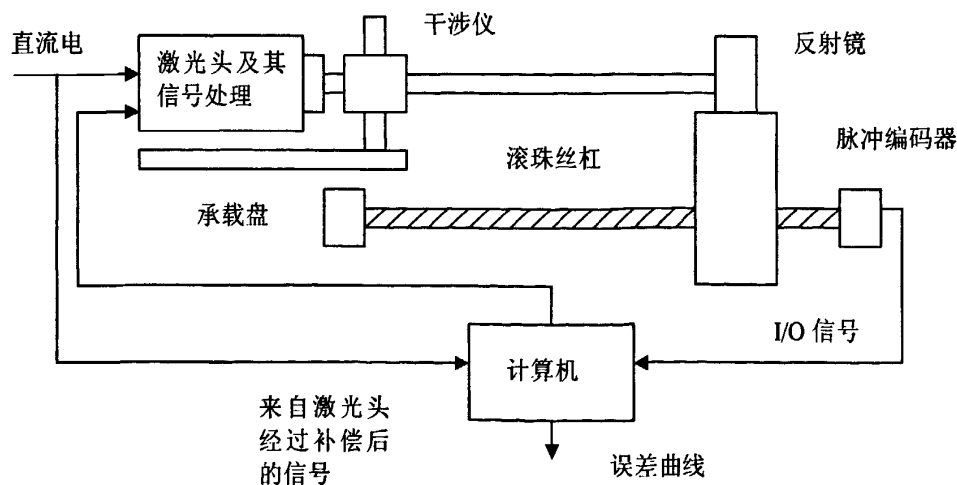 干涉仪
直流电
反射镜
激光头及其
信号处理
脉冲编码器
滚珠丝杠
承载盘
I/O 信号
计算机
来自激光头
经过补偿后
的信号
误差曲线